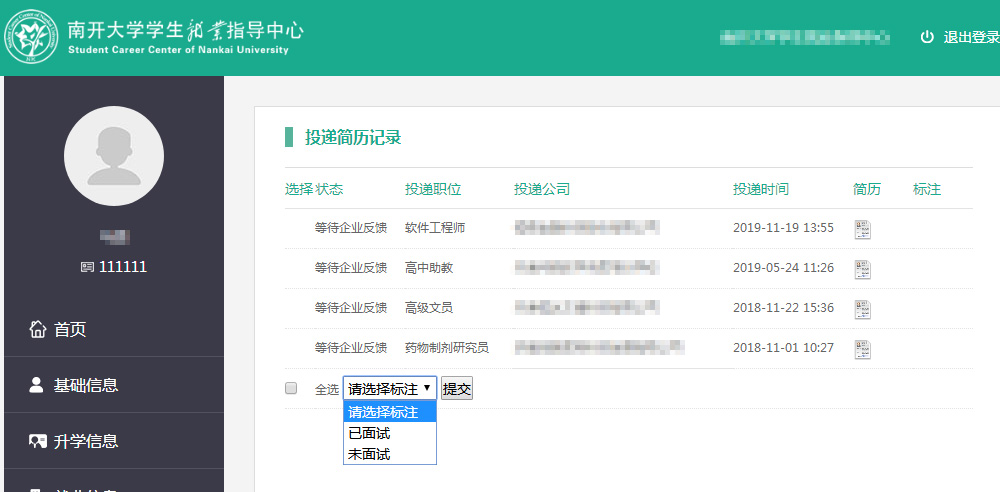 南开大学学生就业指导中心
Student Career Center of Nankai University
退出登录
111111
首页
基础信息
升学信息
投递简历记录
选择 状态 投递职位 投递公司 投递时间 简历 标注
等待企业反馈 软件工程师 2019-11-19 13:55
等待企业反馈 高中助教 2019-05-24 11:26
等待企业反馈 高级文员 2018-11-22 15:36
等待企业反馈 药物制剂研究员 2018-11-01 10:27
全选 请选择标注 提交
请选择标注
已面试
未面试